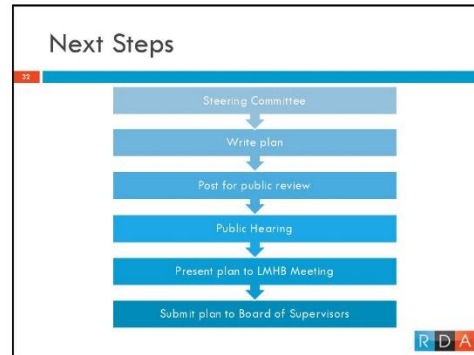 Next Steps
32
Steering Committee
Write plan
Post for public review
Public Hearing
Present plan to LMHB Meeting
Submit plan to Board of Supervisors
R D A